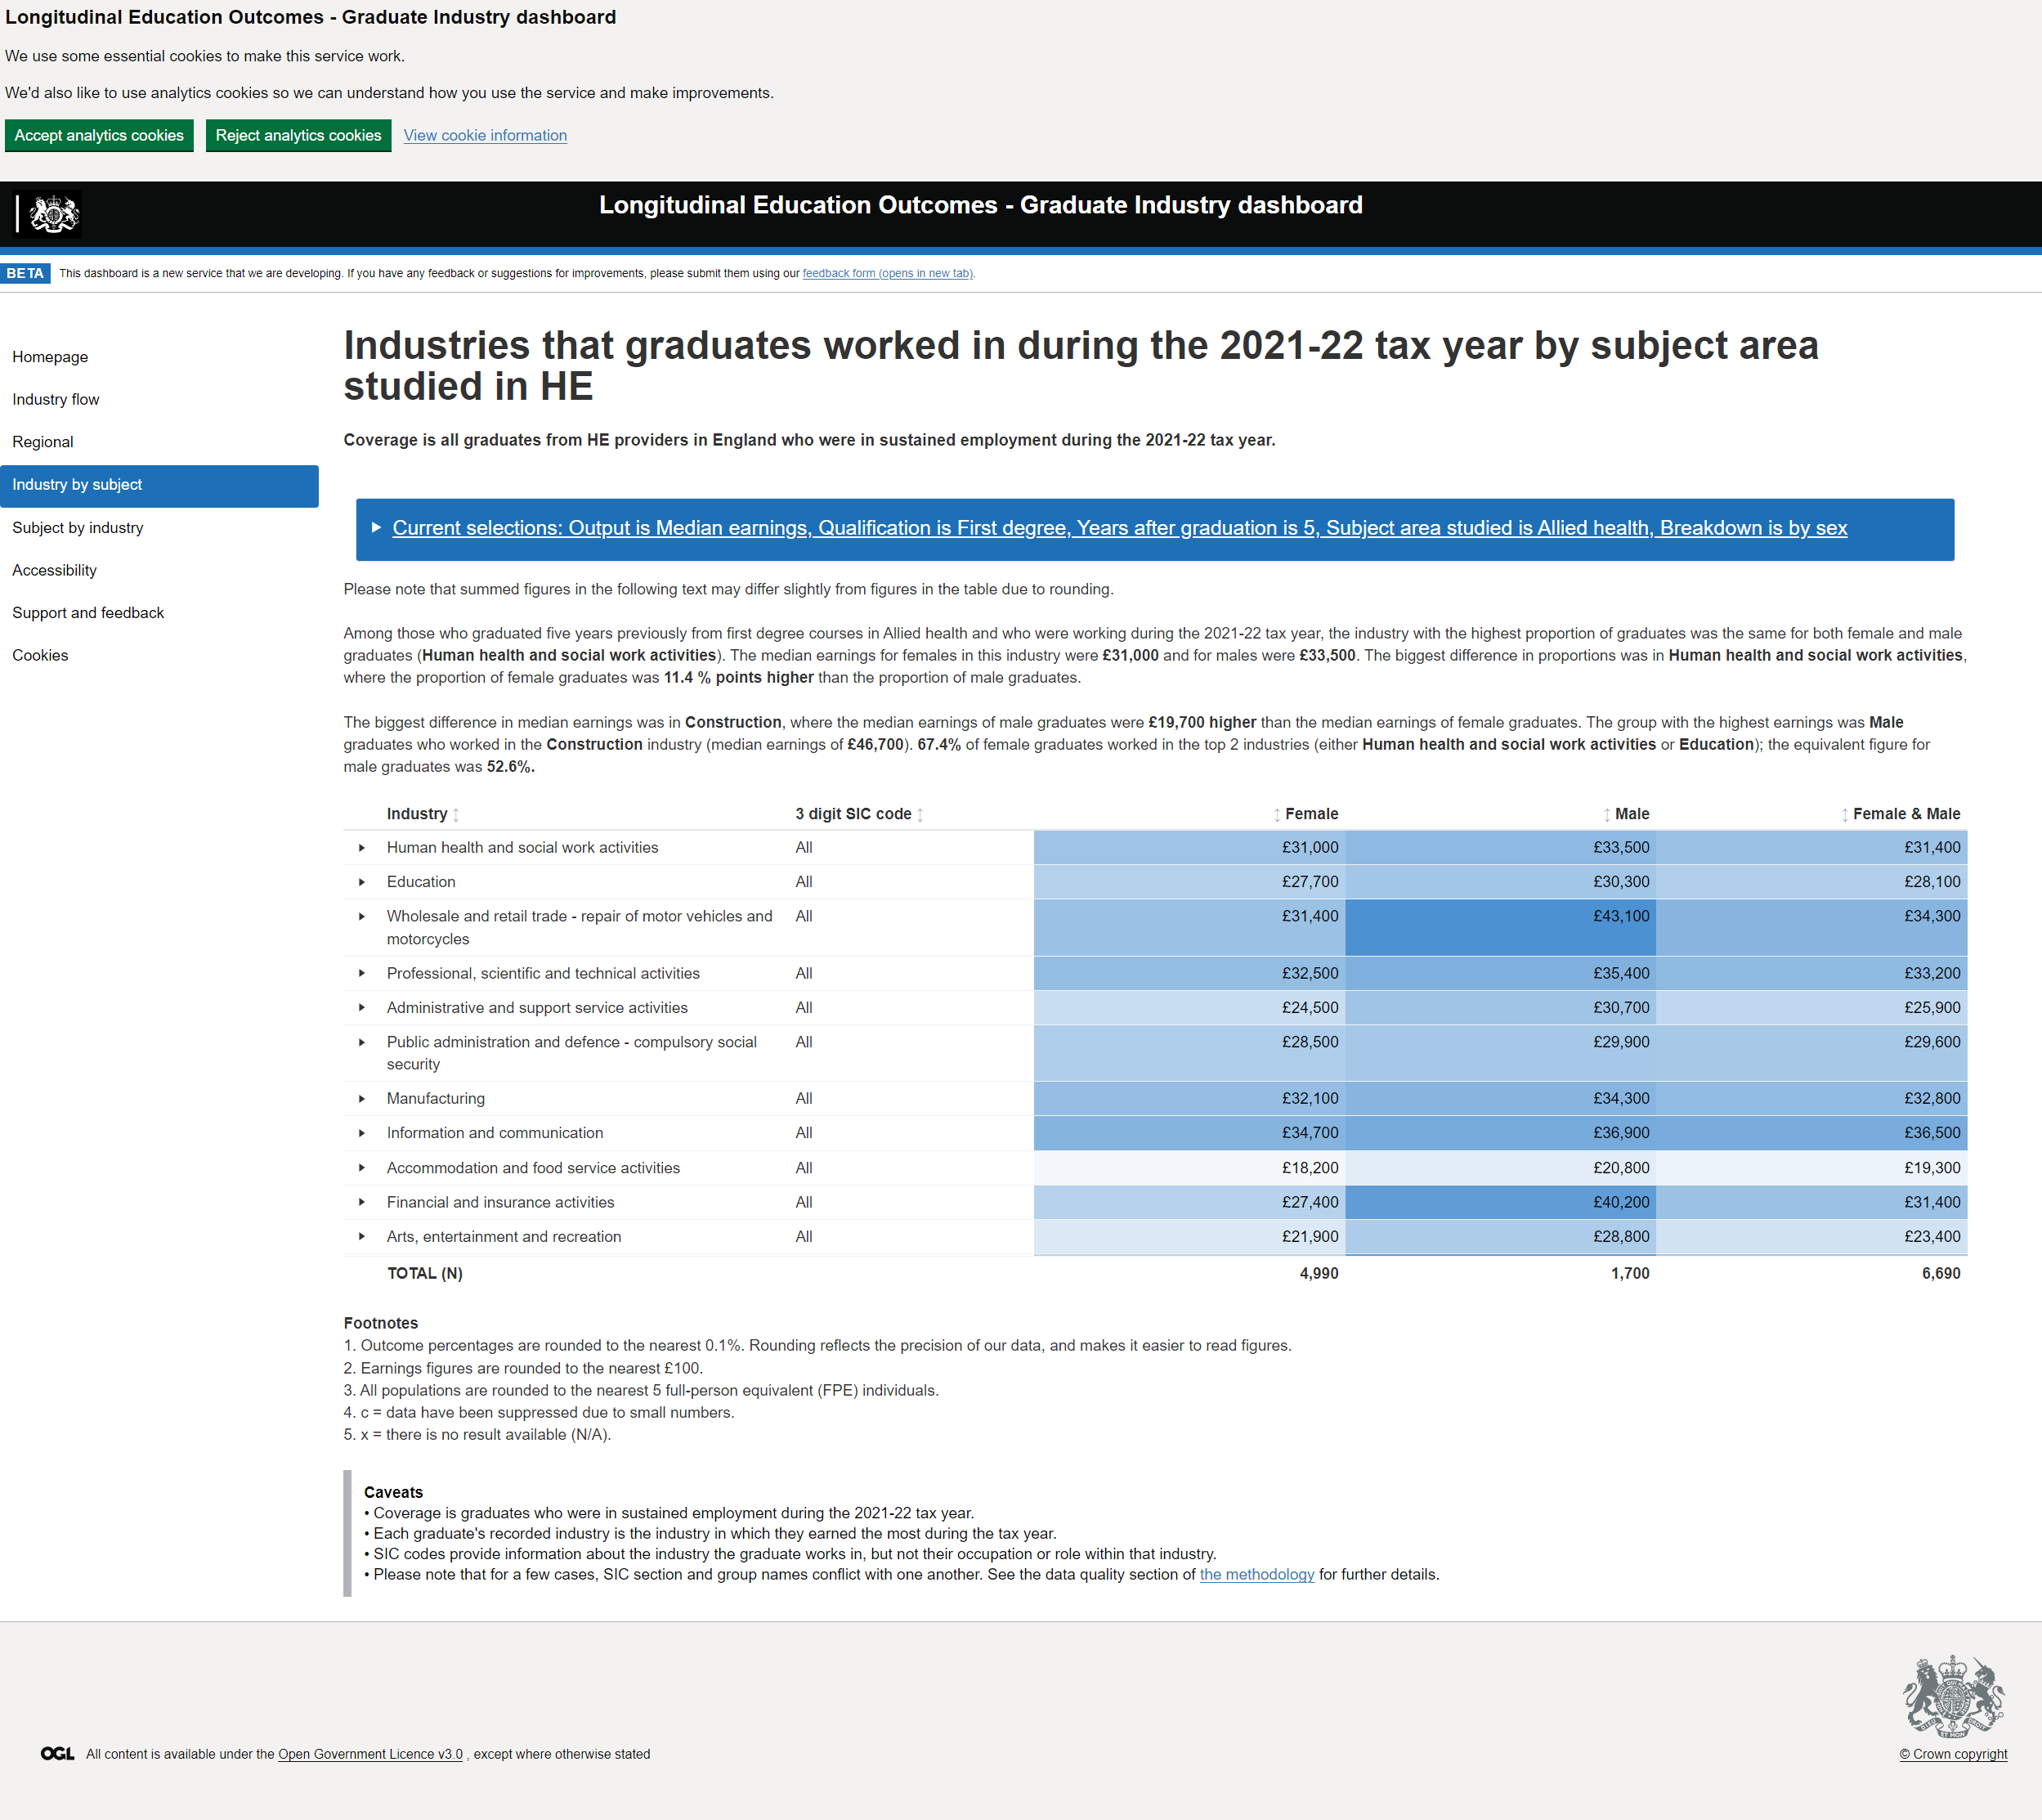 Longitudinal Education Outcomes - Graduate Industry dashboard
We use some essential cookies to make this service work.
We'd also like to use analytics cookies so we can understand how you use the service and make improvements.
Accept analytics cookies Reject analytics cookies View cookie information
Longitudinal Education Outcomes - Graduate Industry dashboard
BETA This dashboard is a new service that we are developing. If you have any feedback or suggestions for improvements, please submit them using our feedback form (opens in new tab).
Homepage
Industry flow
Regional
Industry by subject
Subject by industry
Accessibility
Support and feedback
Cookies
Industries that graduates worked in during the 2021-22 tax year by subject area
studied in HE
Coverage is all graduates from HE providers in England who were in sustained employment during the 2021-22 tax year.
Current selections: Output is Median earnings, Qualification is First degree, Years after graduation is 5, Subject area studied is Allied health, Breakdown is by sex
Please note that summed figures in the following text may differ slightly from figures in the table due to rounding.
Among those who graduated five years previously from first degree courses in Allied health and who were working during the 2021-22 tax year, the industry with the highest proportion of graduates was the same for both female and male
graduates (Human health and social work activities). The median earnings for females in this industry were £31,000 and for males were £33,500. The biggest difference in proportions was in Human health and social work activities,
where the proportion of female graduates was 11.4 % points higher than the proportion of male graduates.
The biggest difference in median earnings was in Construction, where the median earnings of male graduates were £19,700 higher than the median earnings of female graduates. The group with the highest earnings was Male
graduates who worked in the Construction industry (median earnings of £46,700). 67.4% of female graduates worked in the top 2 industries (either Human health and social work activities or Education); the equivalent figure for
male graduates was 52.6%.
Industry 3 digit SIC code Female Male Female & Male
Human health and social work activities All £31,000 £33,500 £31,400
Education All £27,700 £30,300 £28,100
Wholesale and retail trade - repair of motor vehicles and All £31,400 £43,100 £34,300
motorcycles
Professional, scientific and technical activities All £32,500 £35,400 £33,200
Administrative and support service activities All £24,500 £30,700 £25,900
Public administration and defence - compulsory social All £28,500 £29,900 £29,600
security
Manufacturing All £32,100 £34,300 £32,800
Information and communication All £34,700 £36,900 £36,500
Accommodation and food service activities All £18,200 £20,800 £19,300
Financial and insurance activities All £27,400 £40,200 £31,400
Arts, entertainment and recreation All £21,900 £28,800 £23,400
TOTAL (N) 4,990 1,700 6,690
Footnotes
1. Outcome percentages are rounded to the nearest 0.1%. Rounding reflects the precision of our data, and makes it easier to read figures.
2. Earnings figures are rounded to the nearest £100.
3. All populations are rounded to the nearest 5 full-person equivalent (FPE) individuals.
4. c = data have been suppressed due to small numbers.
5. x = there is no result available (N/A).
Caveats
• Coverage is graduates who were in sustained employment during the 2021-22 tax year.
• Each graduate's recorded industry is the industry in which they earned the most during the tax year.
• SIC codes provide information about the industry the graduate works in, but not their occupation or role within that industry.
• Please note that for a few cases, SIC section and group names conflict with one another. See the data quality section of the methodology for further details.
OGL All content is available under the Open Government Licence v3.0 , except where otherwise stated
© Crown copyright